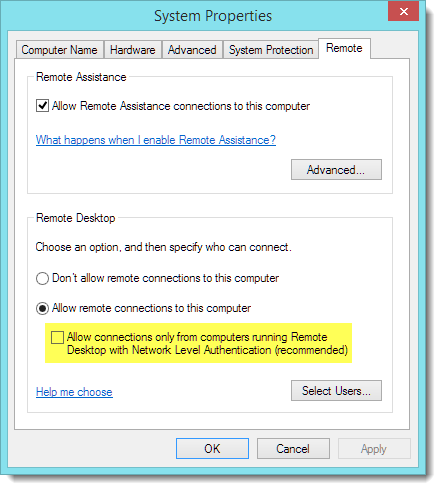 System Properties
Computer Name Hardware Advanced System Protection Remote
Remote Assistance
Allow Remote Assistance connections to this computer
What happens when I enable Remote Assistance?
Advanced...
Remote Desktop
Choose an option, and then specify who can connect.
Don't allow remote connections to this computer
Allow remote connections to this computer
Allow connections only from computers running Remote
Desktop with Network Level Authentication (recommended)
Help me choose Select Users...
OK Cancel Apply